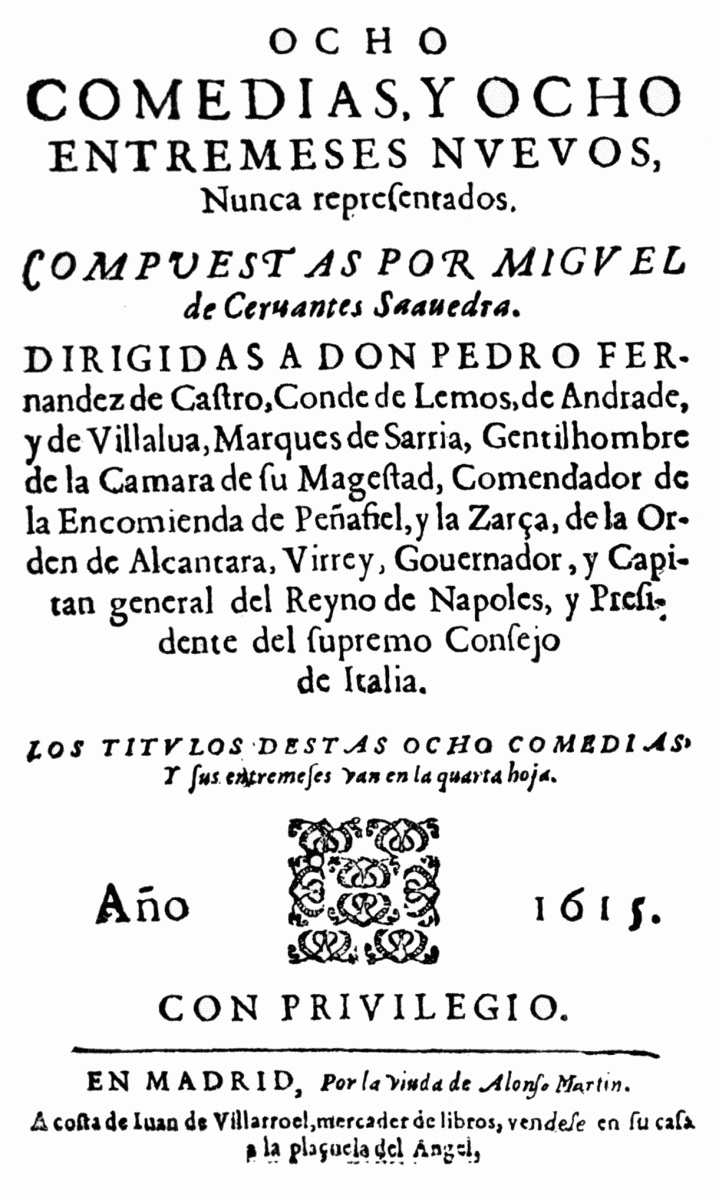 OCHO
COMEDIAS, Y OCHO
ENTREMESES NVEVOS,
Nunca repreſentados.
COMPUESTAS POR MIGVEL
de Ceruantes Saauedra.
DIRIGIDAS A DON PEDRO FER-
nandez de Caſtro, Conde de Lemos, de Andrade,
y de Villalua, Marques de Sarria, Gentilhombre
de la Camara de ſu Mageſtad, Comendador de
la Encomienda de Peñafiel, y la Zarça, de la Or-
den de Alcantara, Virrey, Gouernador, y Capi-
tan general del Reyno de Napoles, y Preſi-
dente del ſupremo Conſejo
de Italia.
LOS TITVLOS DESTAS OCHO COMEDIAS,
Y ſus entremeſes van en la quarta hoja.
Año 1615.
CON PRIVILEGIO.
EN MADRID, Por la viuda de Alonſo Martin.
A coſta de Iuan de Villarroel, mercader de libros, vendeſe en ſu caſa
a la plaçuela del Angel,